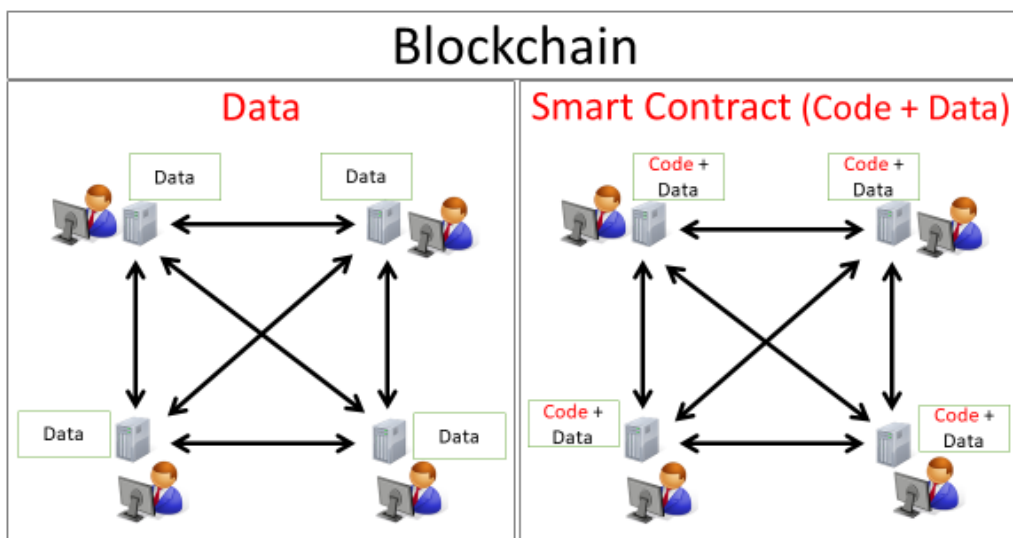 Blockchain
Data
Data
Data
Data
Data
Smart Contract (Code + Data)
Code +
Data
Code +
Data
Code +
Data
Code +
Data